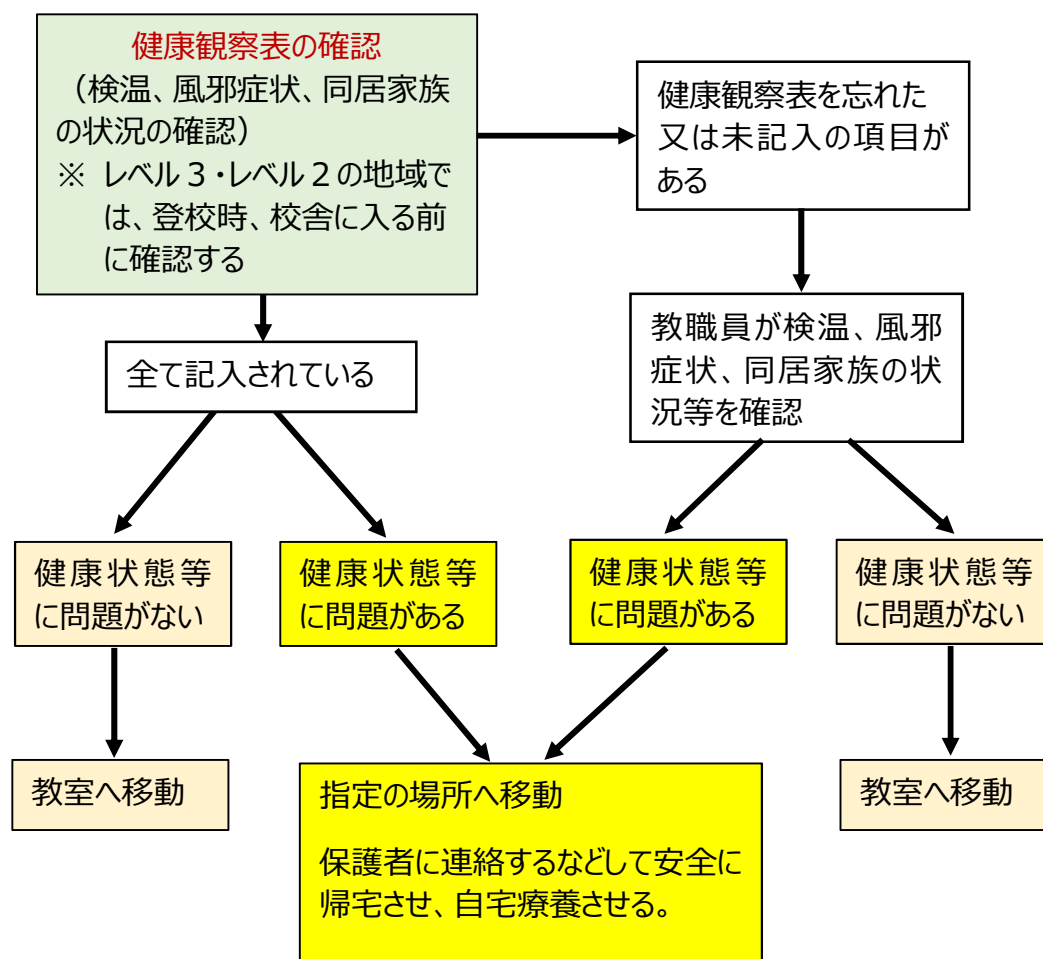 健康観察表の確認
（検温、風邪症状、同居家族
の状況の確認）
※ レベル３・レベル２の地域で
は、登校時、校舎に入る前
に確認する
健康観察表を忘れた
又は未記入の項目が
ある
全て記入されている
教職員が検温、風邪
症状、同居家族の状
況等を確認
健康状態等
に問題がない
健康状態等
に問題がある
健康状態等
に問題がある
健康状態等
に問題がない
教室へ移動
指定の場所へ移動
保護者に連絡するなどして安全に
帰宅させ、自宅療養させる。
教室へ移動